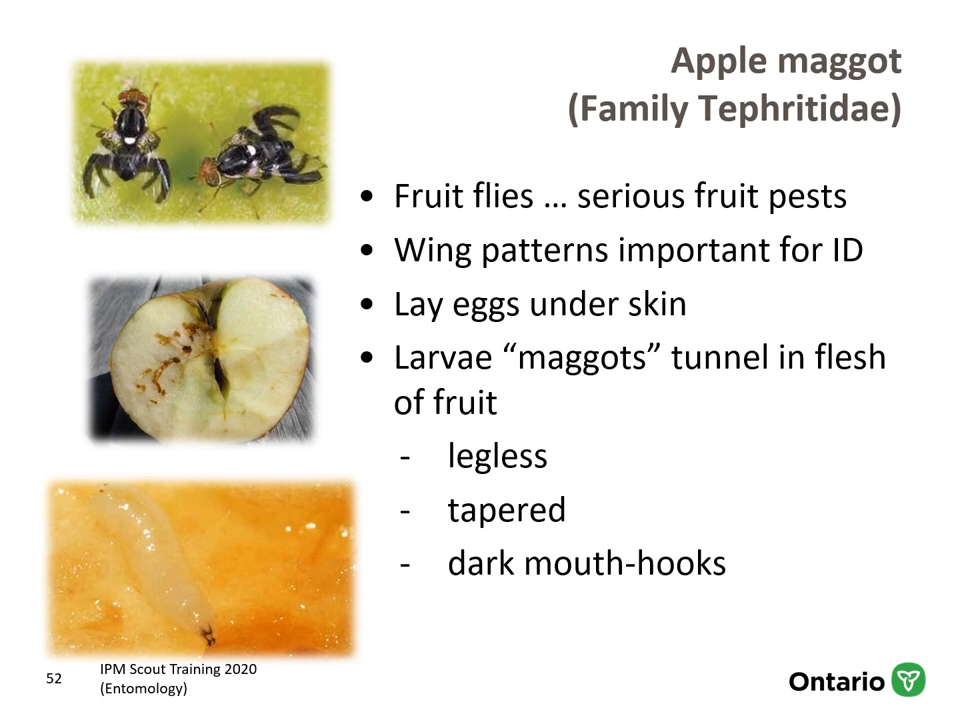 Apple maggot
(Family Tephritidae)
• Fruit flies … serious fruit pests
• Wing patterns important for ID
• Lay eggs under skin
• Larvae “maggots” tunnel in flesh
of fruit
- legless
- tapered
- dark mouth-hooks
52
IPM Scout Training 2020
(Entomology)
Ontario